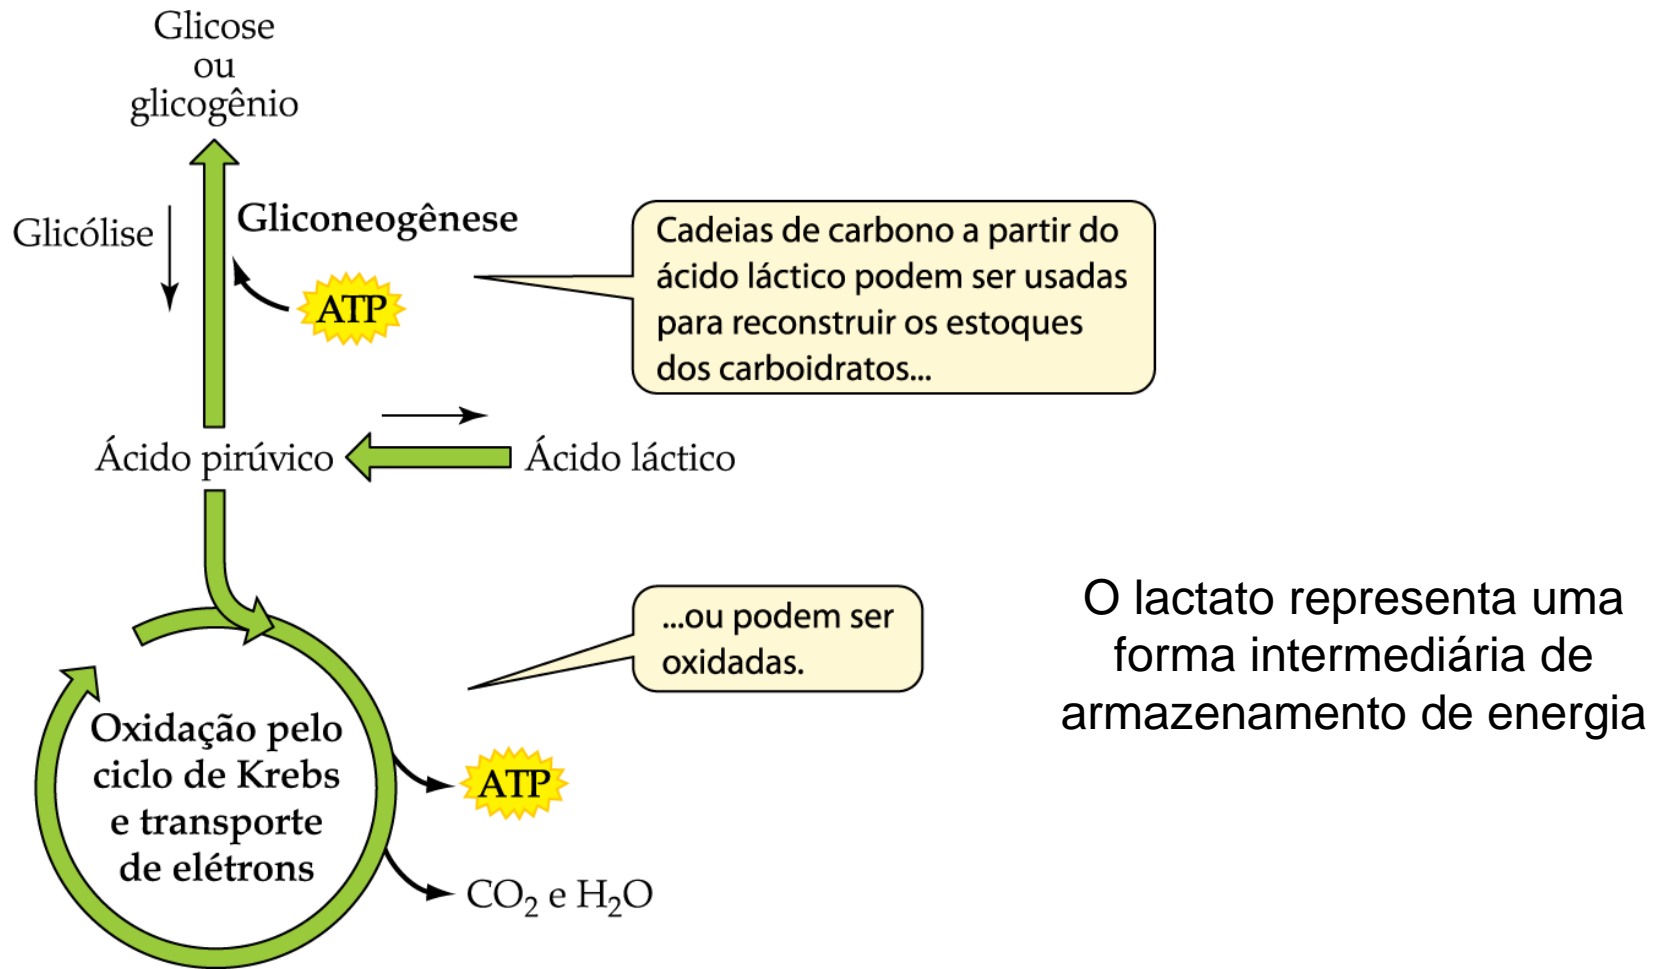 Glicose
ou
glicogênio
Glicólise
Gliconeogênese
ATP
Cadeias de carbono a partir do
ácido láctico podem ser usadas
para reconstruir os estoques
dos carboidratos...
Ácido pirúvico
Ácido láctico
...ou podem ser
oxidadas.
O lactato representa uma
forma intermediária de
armazenamento de energia
Oxidação pelo
ciclo de Krebs
e transporte
de elétrons
ATP
CO₂ e H₂O